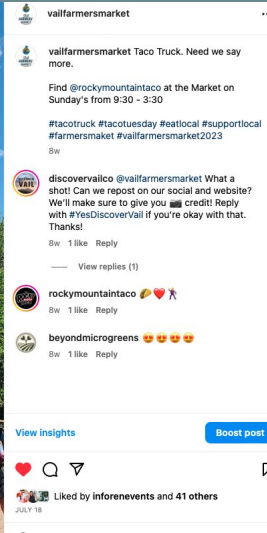 vailfarmersmarket
vailfarmersmarket Taco Truck. Need we say
more.
Find @rockymountaintaco at the Market on
Sunday's from 9:30 - 3:30
#tacotruck #tacotuesday #eatlocal #supportlocal
#farmersmaket #vailfarmersmarket2023
8w
discovervailco @vailfarmersmarket What a
shot! Can we repost on our social and website?
We'll make sure to give you 📷 credit! Reply
with #YesDiscoverVail if you're okay with that.
Thanks!
8w 1 like Reply
View replies (1)
rockymountaintaco 🌮❤️💃
8w 1 like Reply
beyondmicrogreens 😍😍😍😍
8w 1 like Reply
View insights
Boost post
Liked by inforenevents and 41 others
JULY 18